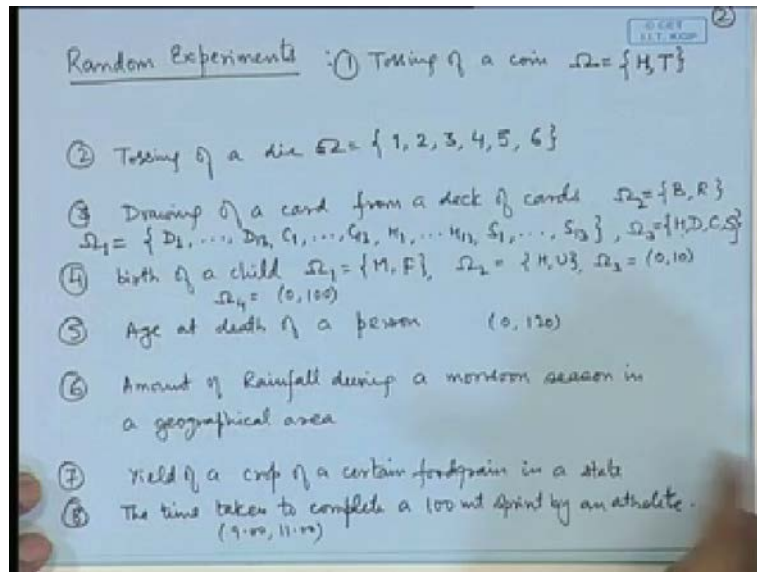 ②
© CET
I.I.T. KGP
Random Experiments :① Tossing of a coin Ω = {H, T}
② Tossing of a die Ω = { 1, 2, 3, 4, 5, 6 }
③ Drawing of a card from a deck of cards Ω₂ = {B, R}
Ω₁ = { D₁, ..., D₁₃, C₁, ..., C₁₃, H₁, ... H₁₃, S₁, ..., S₁₃ }, Ω₃={H,D,C,S}
④ birth of a child Ω₁ = {M, F}, Ω₂ = {H, U}, Ω₃ = (0,10)
Ω₄ = (0,100)
⑤ Age at death of a person (0, 120)
⑥ Amount of Rainfall during a monsoon season in
a geographical area
⑦ Yield of a crop of a certain foodgrain in a state
⑧ The time taken to complete a 100 mt sprint by an athelete.
(9.00, 11.00)